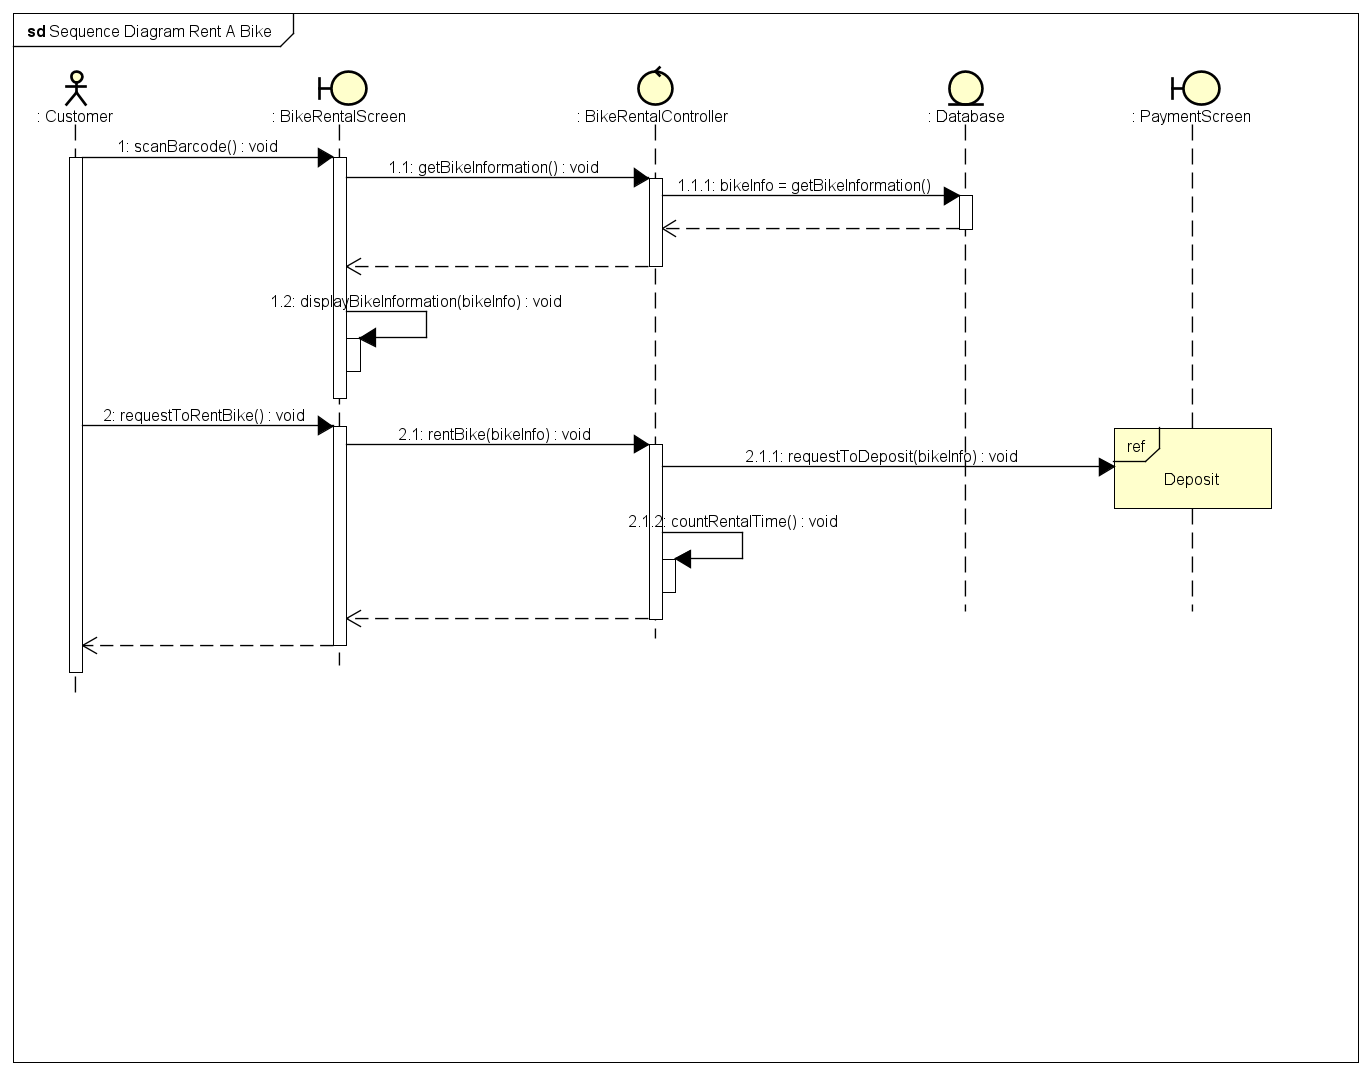 sd Sequence Diagram Rent A Bike
: Customer
: BikeRentalScreen
: BikeRentalController
: Database
: PaymentScreen
1: scanBarcode() : void
1.1: getBikeInformation() : void
1.1.1: bikeInfo = getBikeInformation()
1.2: displayBikeInformation(bikeInfo) : void
2: requestToRentBike() : void
2.1: rentBike(bikeInfo) : void
2.1.1: requestToDeposit(bikeInfo) : void
ref
Deposit
2.1.2: countRentalTime() : void